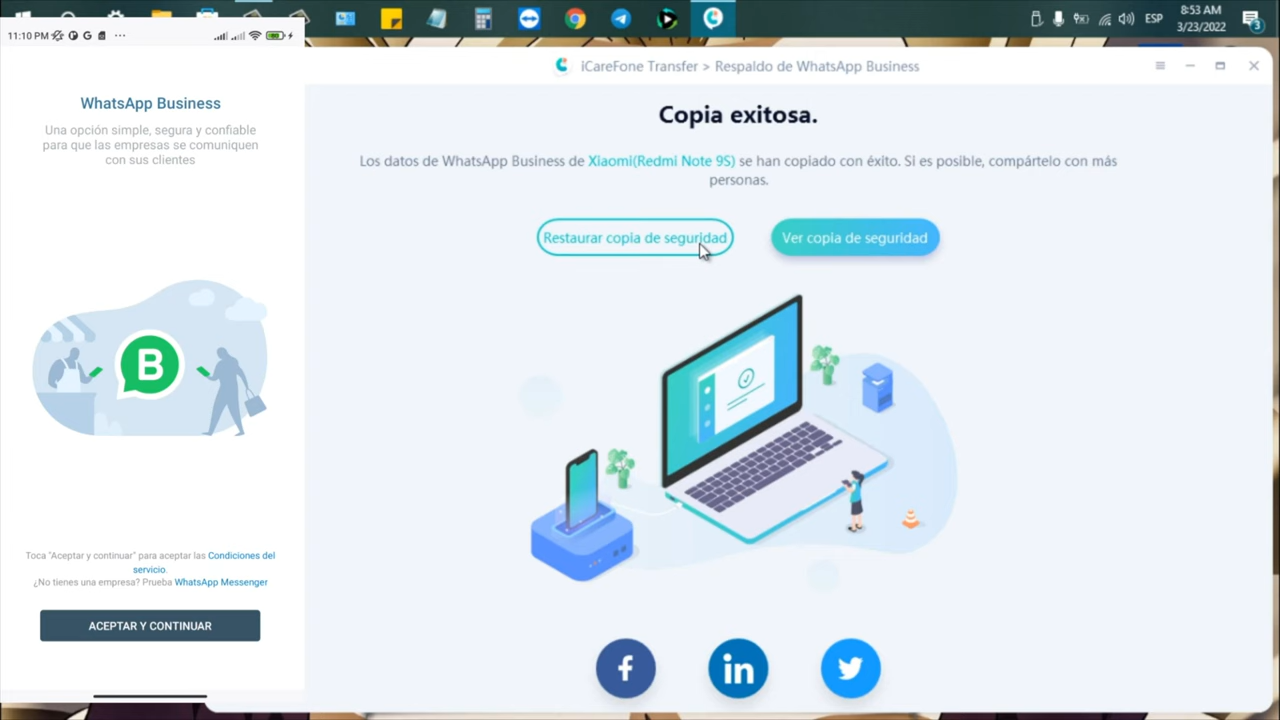 8:53 AM
ESP
3/23/2022
3
11:10 PM
G
iCareFone Transfer > Respaldo de WhatsApp Business
WhatsApp Business
Una opción simple, segura y confiable
para que las empresas se comuniquen
con sus clientes
B
Toca "Aceptar y continuar" para aceptar las Condiciones del
servicio.
¿No tienes una empresa? Prueba WhatsApp Messenger
ACEPTAR Y CONTINUAR
Copia exitosa.
Los datos de WhatsApp Business de Xiaomi(Redmi Note 9S) se han copiado con éxito. Si es posible, compártelo con más
personas.
Restaurar copia de seguridad
Ver copia de seguridad
f
in